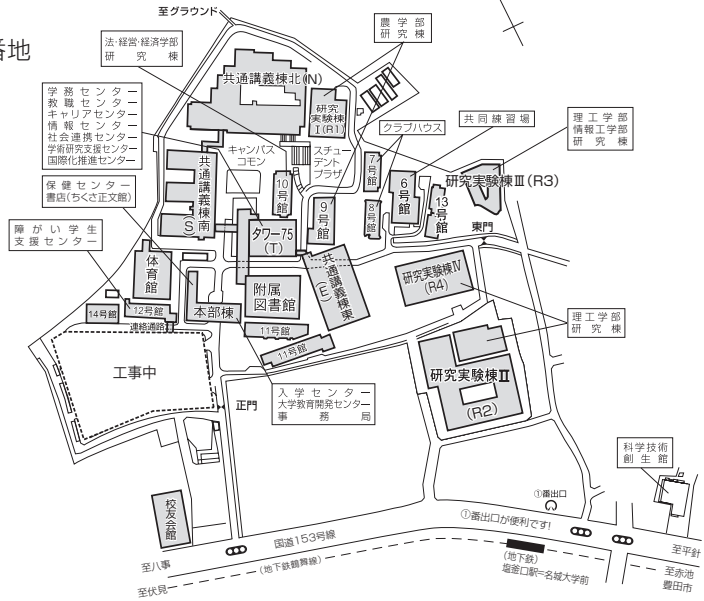 番地
至グラウンド
法・経営・経済学部
研究棟
農学部
研究棟
共通講義棟北(N)
研究
実験棟
I(R1)
学務センター
教職センター
キャリアセンター
情報センター
社会連携センター
学術研究支援センター
国際化推進センター
クラブハウス
共同練習場
理工学部
情報工学部
研究棟
キャンパス
コモン
スチュー
デント
プラザ
共通講義棟南
(S)
10号館
7号館
6号館
研究実験棟Ⅲ(R3)
保健センター
書店(ちくさ正文館)
9号館
8号館
13号館
東門
障がい学生
支援センター
タワー75
(T)
体育館
共通講義棟東
(E)
研究実験棟Ⅳ
(R4)
附属
図書館
14号館
12号館
本部棟
連絡通路
11号館
11号館
理工学部
研究棟
工事中
研究実験棟Ⅱ
(R2)
正門
入学センター
大学教育開発センター
事務局
科学技術
創生館
①番出口
校友会館
①番出口が便利です!
国道153号線
至八事
(地下鉄鶴舞線)
至伏見
(地下鉄)
塩釜口駅=名城大学前
至平針
至赤池
豊田市